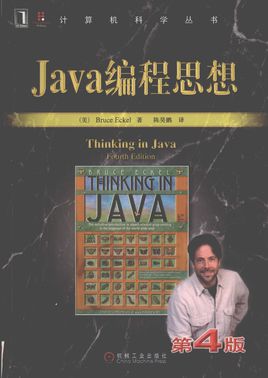 计算机科学丛书
Java编程思想
(美) Bruce Eckel 著 陈昊鹏 译
Thinking in Java
Fourth Edition
BRUCE ECKEL
THINKING IN
JAVA
第4版
机械工业出版社
China Machine Press